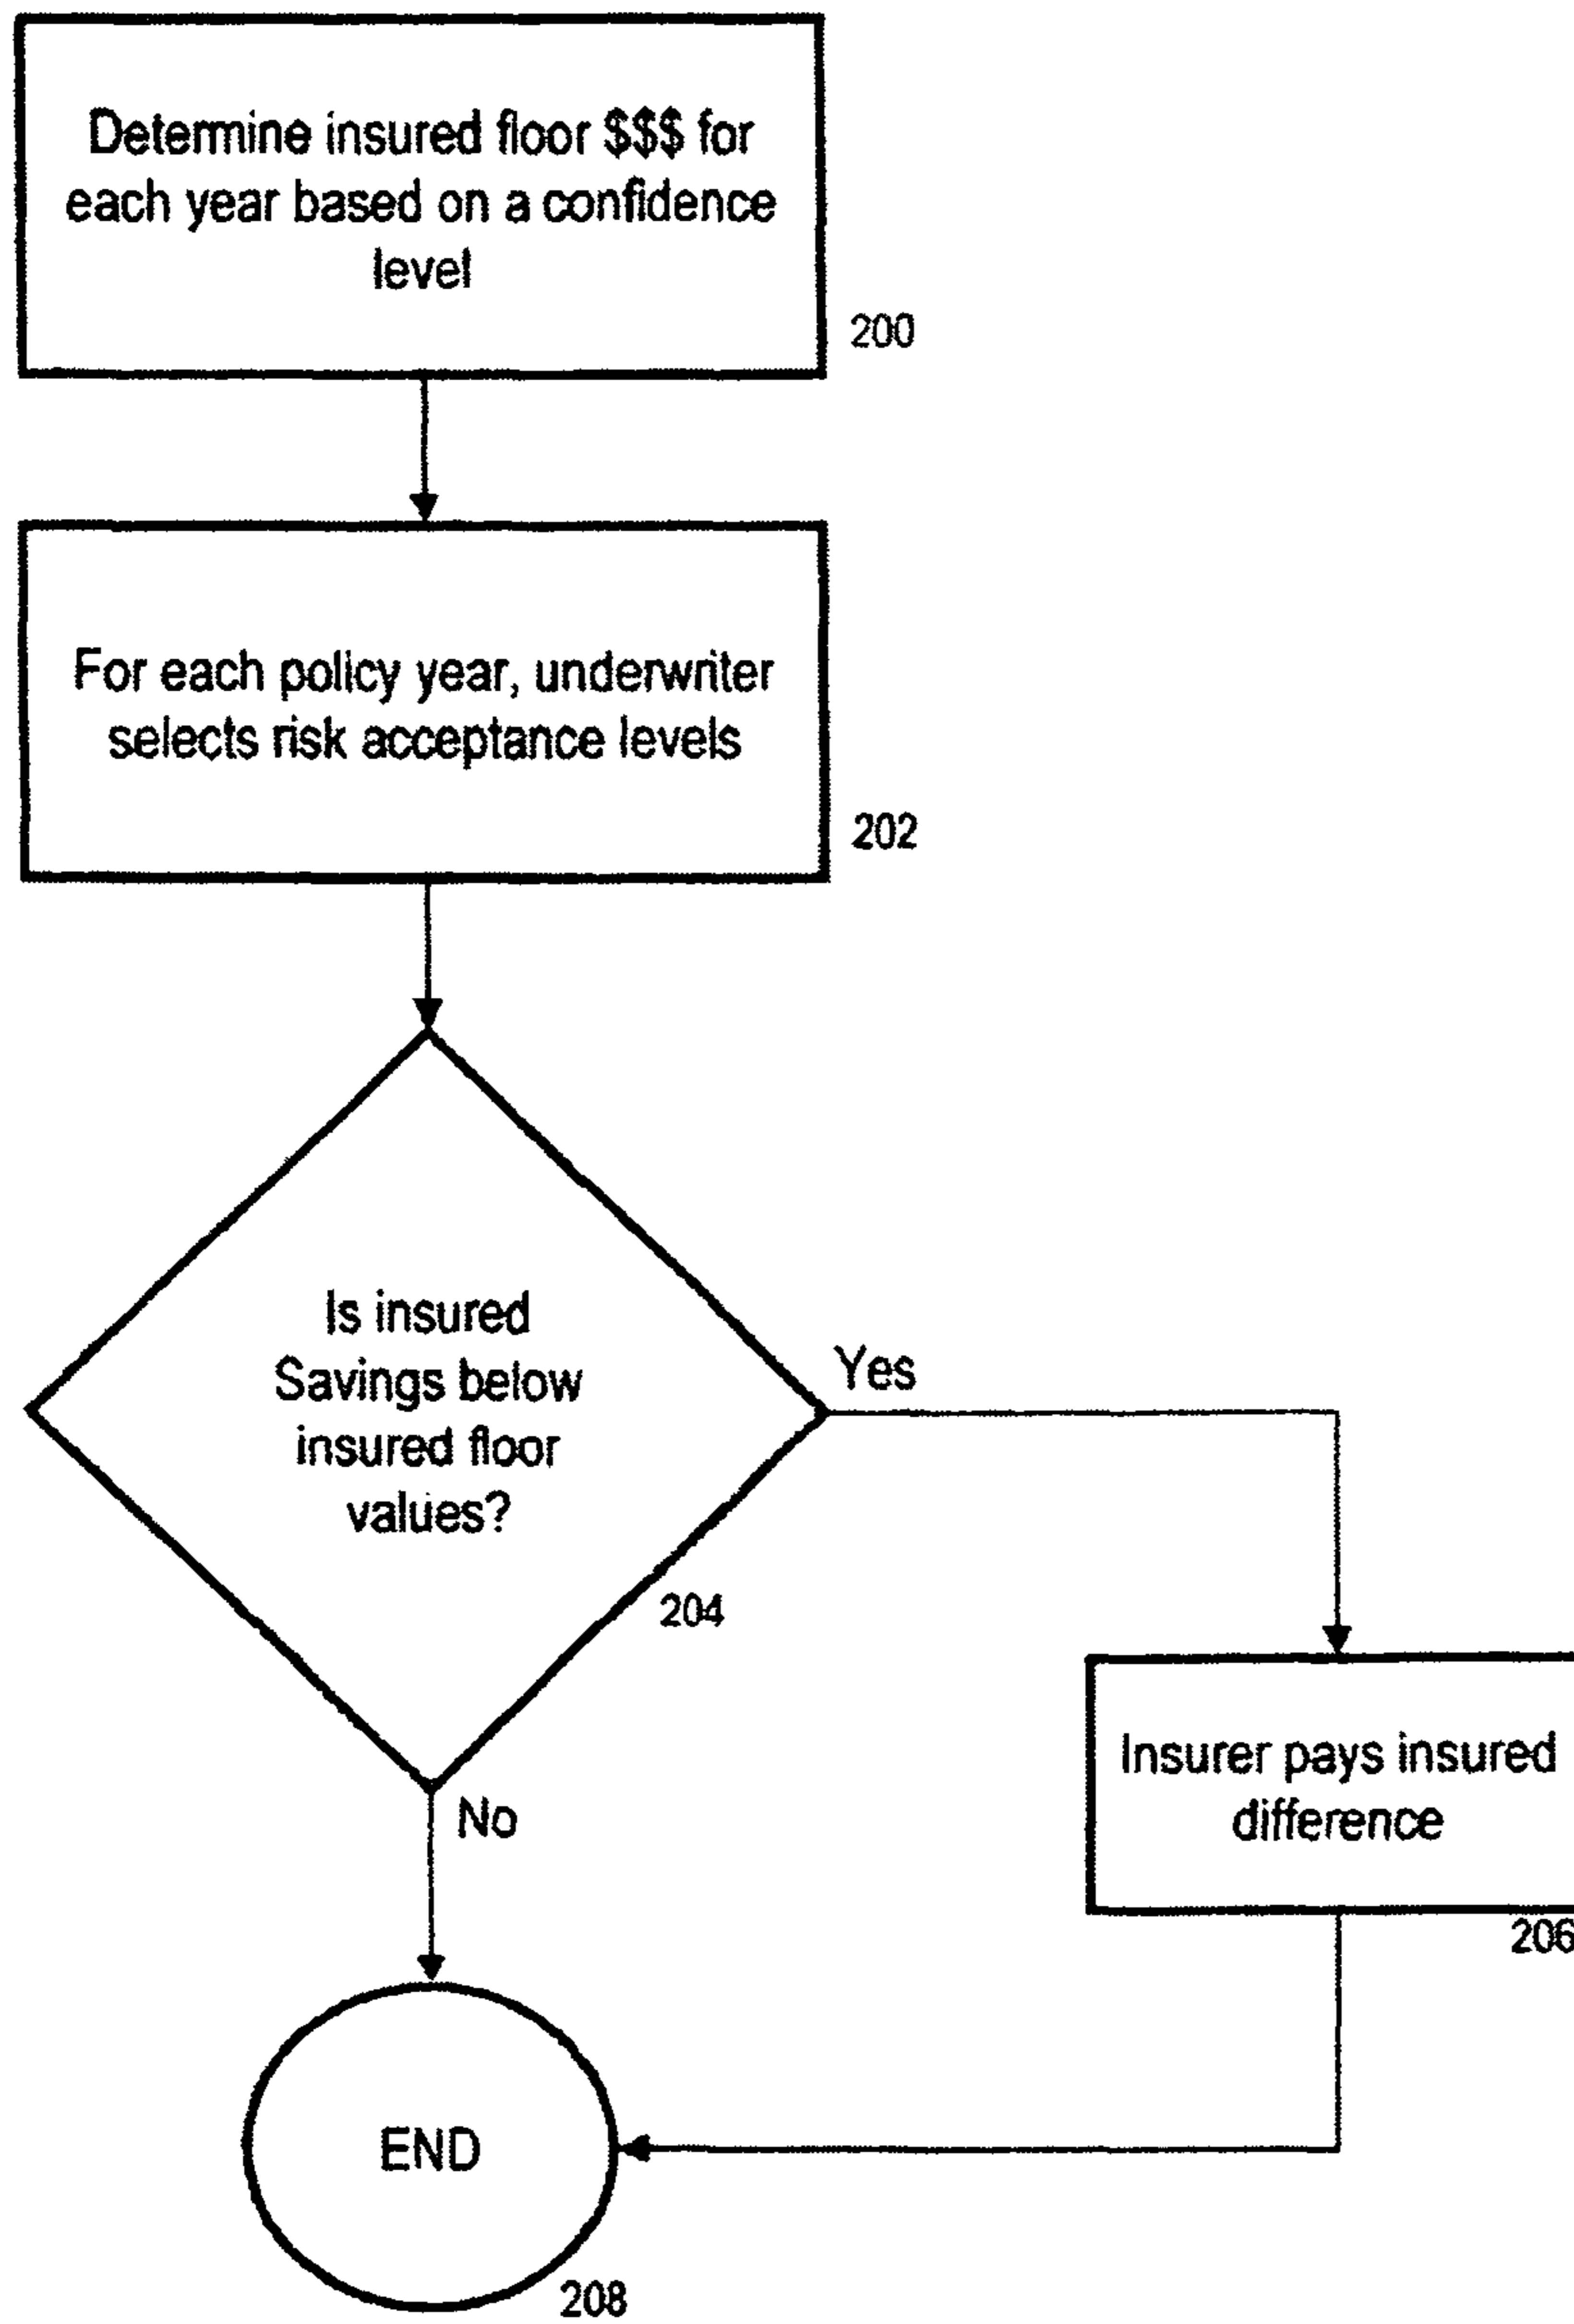 Determine insured floor $$$ for
each year based on a confidence
level
200
For each policy year, underwriter
selects risk acceptance levels
202
Is insured
Savings below
insured floor
values?
Yes
204
No
Insurer pays insured
difference
206
END
208